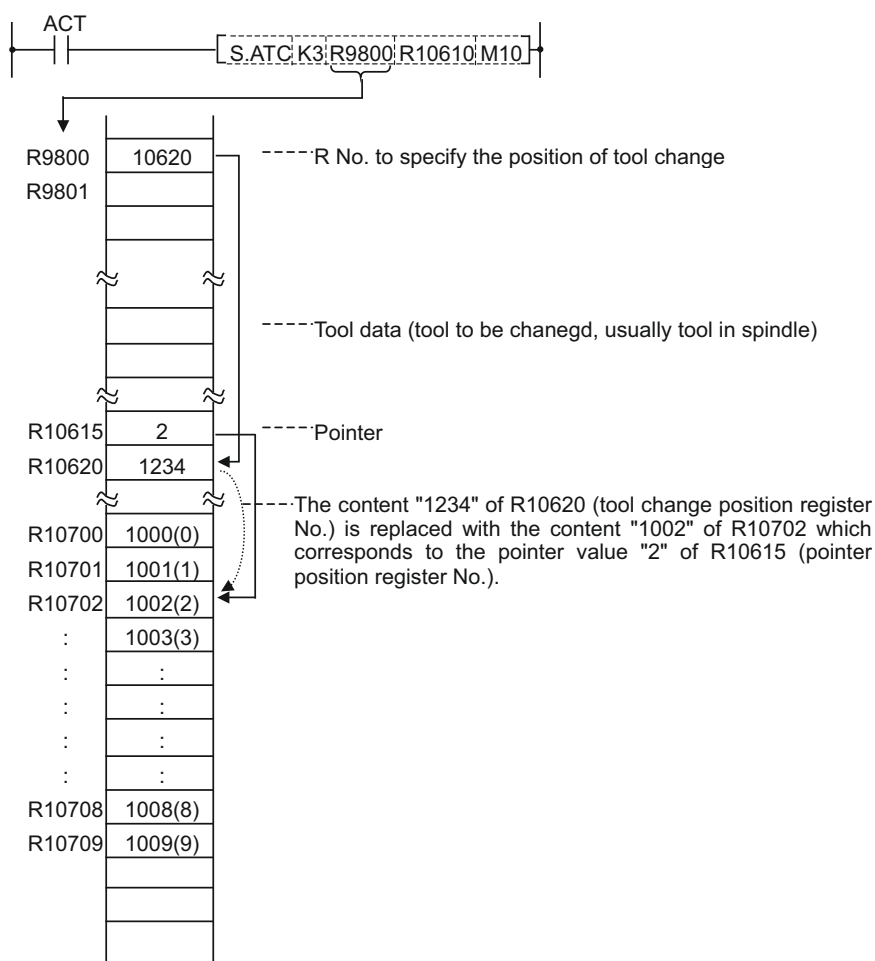 ACT
S.ATC K3 R9800 R10610 M10
R9800 10620 R No. to specify the position of tool change
R9801
Tool data (tool to be chanegd, usually tool in spindle)
R10615 2 Pointer
R10620 1234
The content "1234" of R10620 (tool change position register
No.) is replaced with the content "1002" of R10702 which
corresponds to the pointer value "2" of R10615 (pointer
position register No.).
R10700 1000(0)
R10701 1001(1)
R10702 1002(2)
: 1003(3)
: :
: :
: :
: :
R10708 1008(8)
R10709 1009(9)